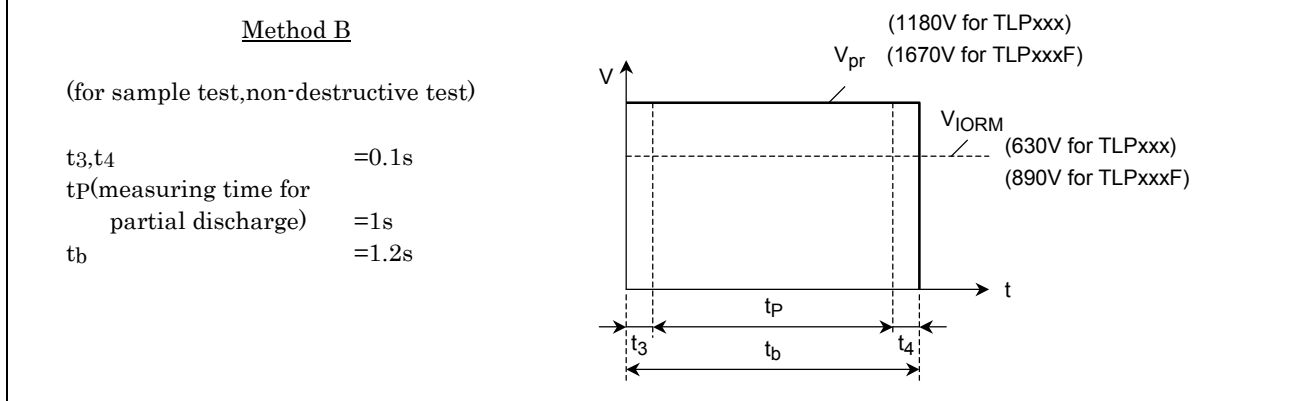 Method B
(for sample test,non-destructive test)
t3,t4 =0.1s
tP(measuring time for
partial discharge) =1s
tb =1.2s
(1180V for TLPxxx)
Vpr (1670V for TLPxxxF)
V
VIORM
(630V for TLPxxx)
(890V for TLPxxxF)
t
tP
t3
t4
tb